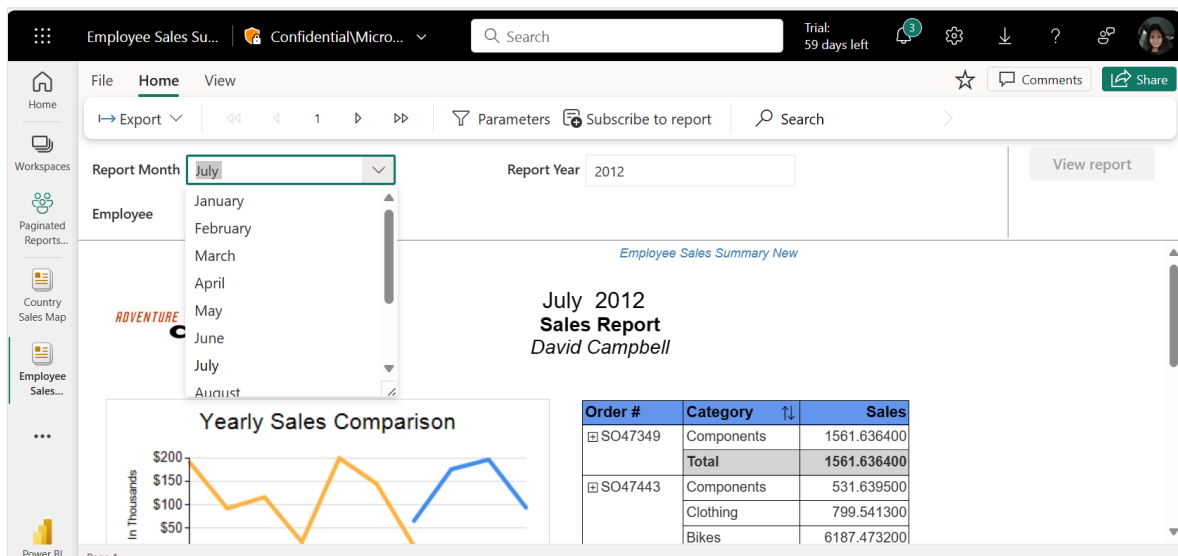 Employee Sales Su... Confidential\Micro... Search Trial: 59 days left 3 ?
Home
Workspaces
Paginated Reports...
Country Sales Map
Employee Sales...
Power BI
File Home View Comments Share
Export 1 Parameters Subscribe to report Search
Report Month July Report Year 2012 View report
Employee
January
February
March
April
May
June
July
August
Employee Sales Summary New
ADVENTURE
July 2012
Sales Report
David Campbell
Yearly Sales Comparison
In Thousands
$200
$150
$100
$50
Order # Category Sales
SO47349 Components 1561.636400
Total 1561.636400
SO47443 Components 531.639500
Clothing 799.541300
Bikes 6187.473200